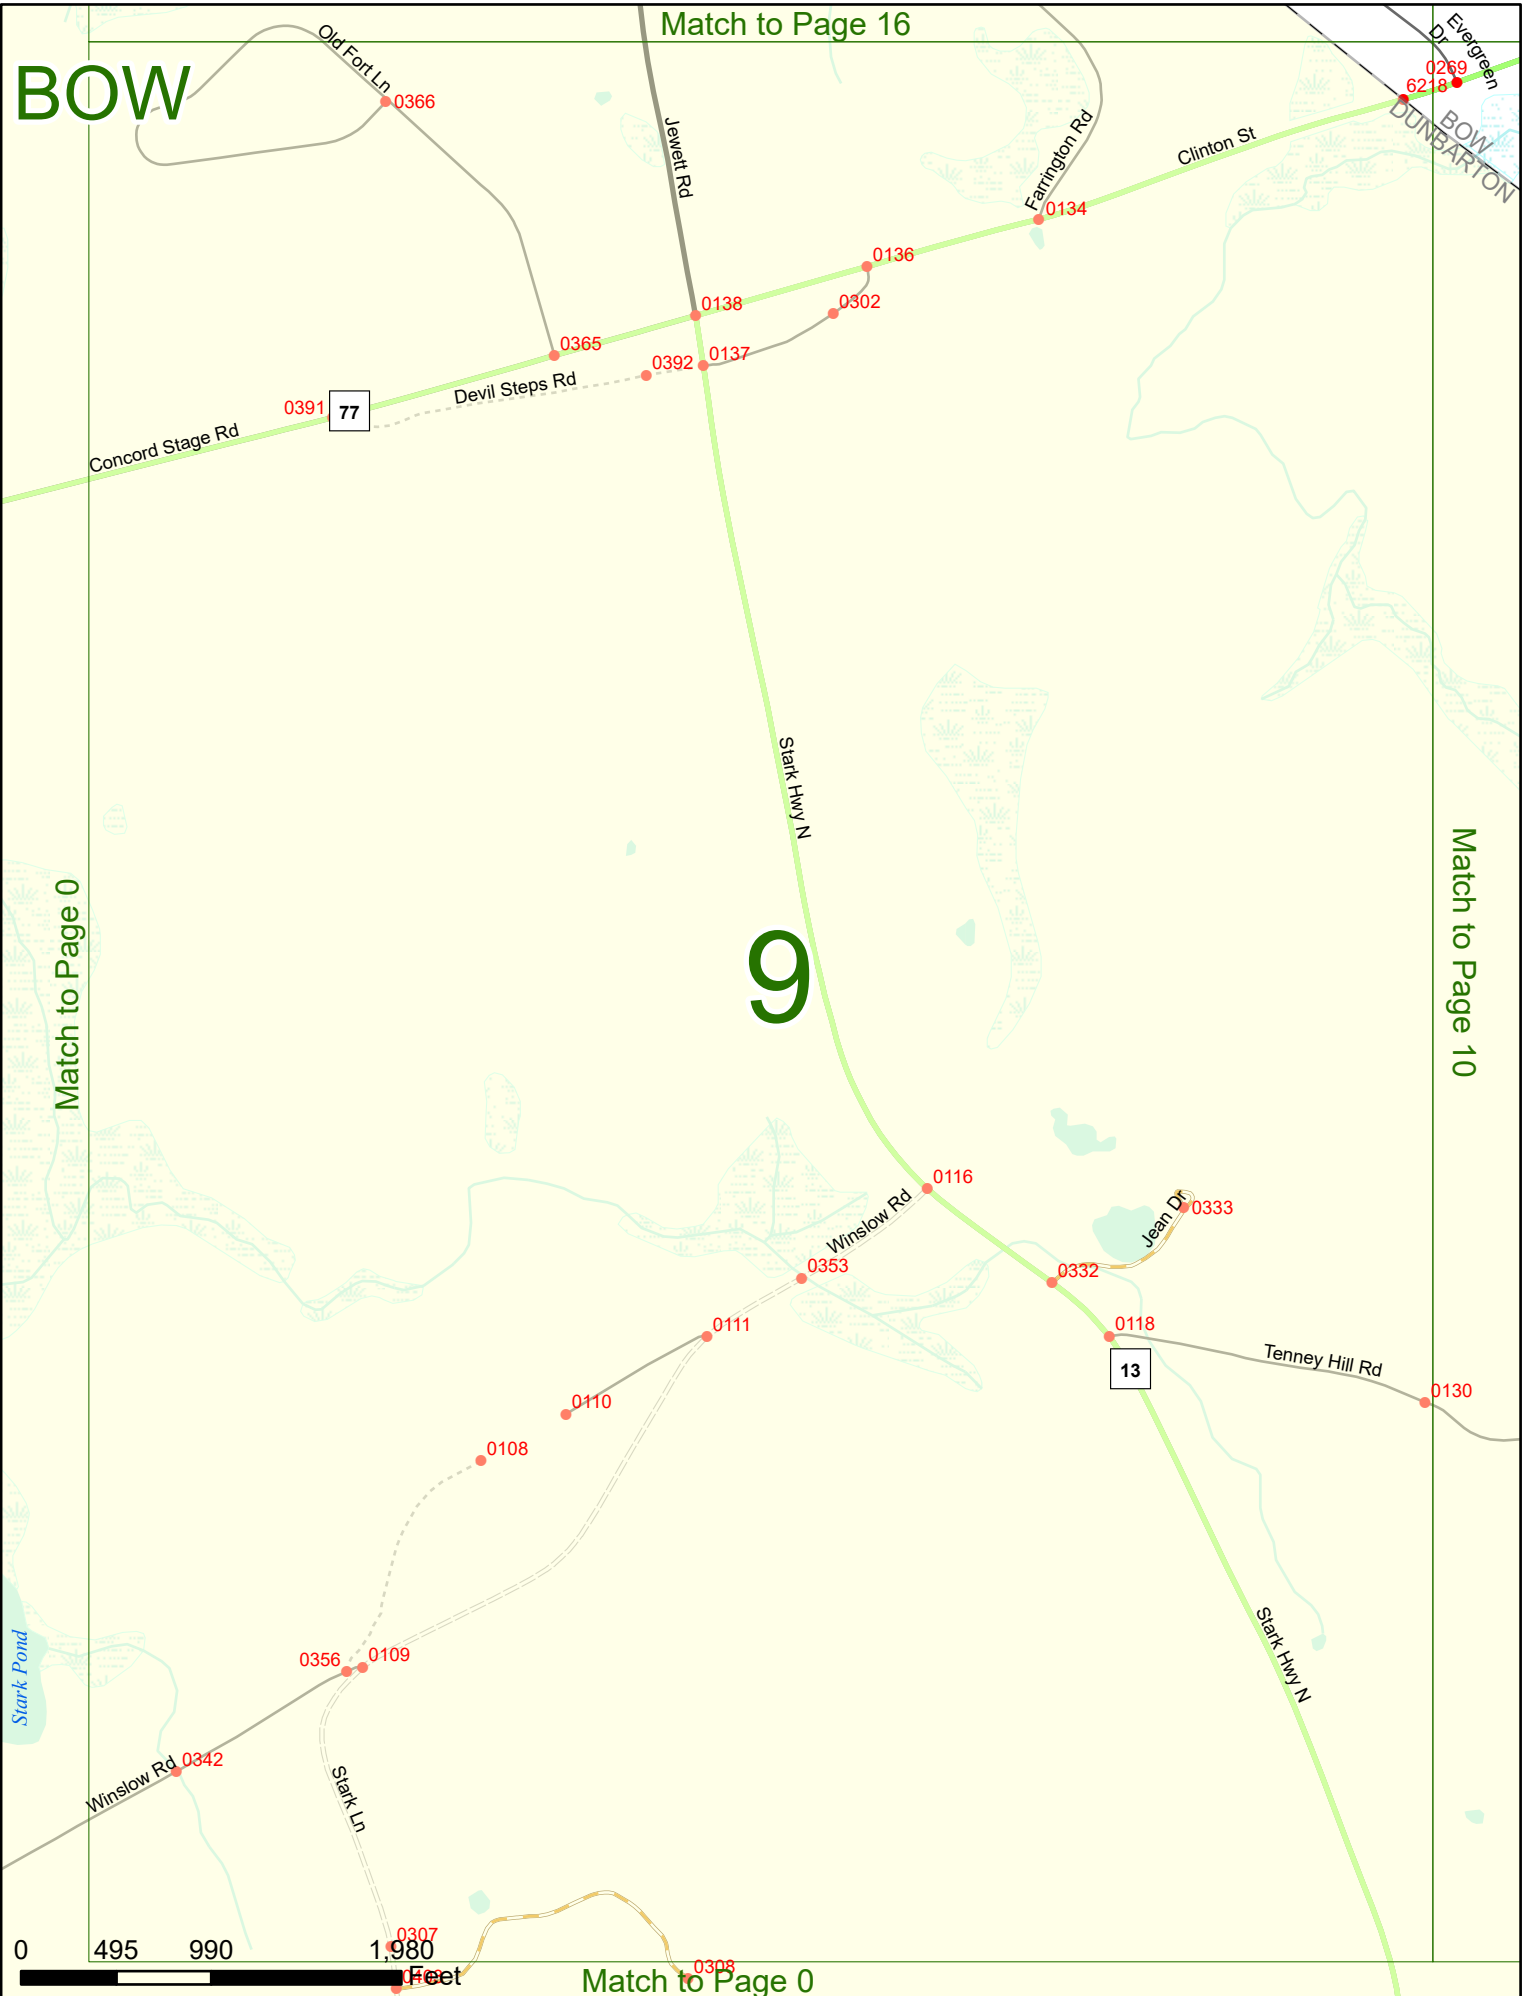 Match to Page 16
BOW
Old Fort Ln
0366
Jewett Rd
Farrington Rd
Clinton St
Evergreen
Dr
0269
6218
BOW
DUNBARTON
0134
0136
0302
0138
0137
0365
0392
Devil Steps Rd
0391
77
Concord Stage Rd
Stark Hwy N
9
Match to Page 0
Match to Page 10
0116
Winslow Rd
0353
0333
Jean Dr
0332
0111
0118
13
Tenney Hill Rd
0130
0110
0108
0356
0109
Stark Pond
Stark Hwy N
0342
Winslow Rd
Stark Ln
0307
0308
0 495 990 1,980
Feet
Match to Page 0